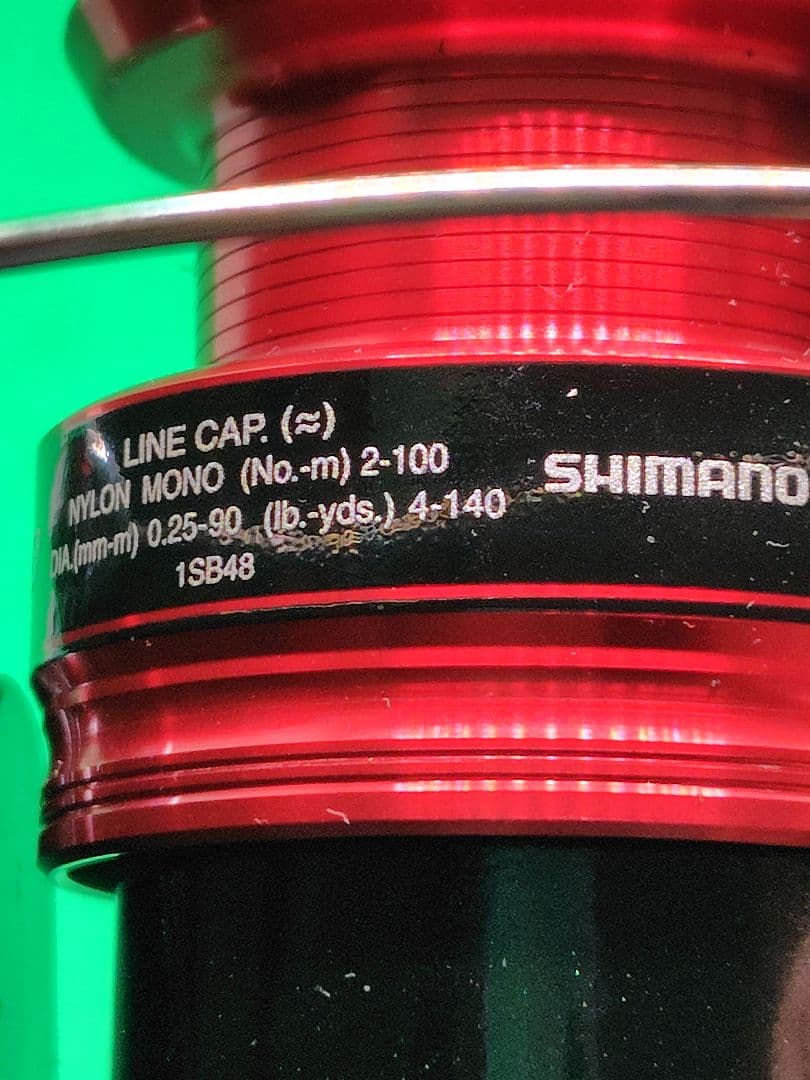 LINE CAP. (≈)
NYLON MONO (No.-m) 2-100
DIA.(mm-m) 0.25-90 (lb.-yds.) 4-140
1SB48
SHIMANO